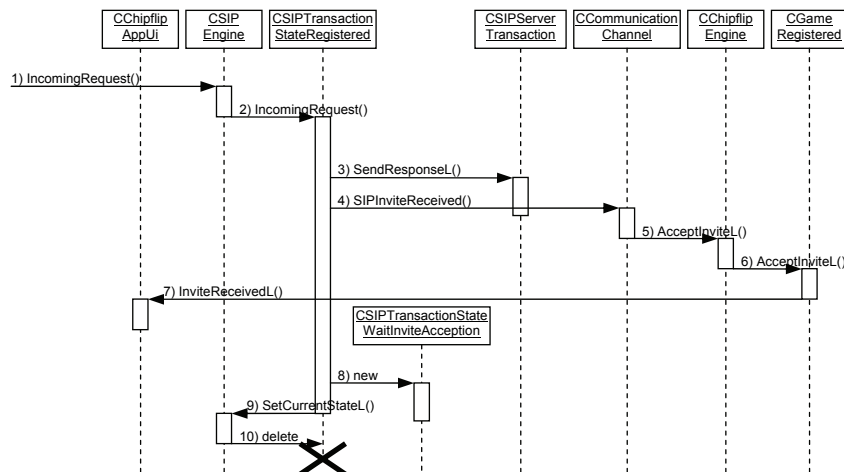 CChipflip
AppUi
CSIP
Engine
CSIPTransaction
StateRegistered
CSIPServer
Transaction
CCommunication
Channel
CChipflip
Engine
CGame
Registered
1) IncomingRequest()
2) IncomingRequest()
3) SendResponseL()
4) SIPInviteReceived()
5) AcceptInviteL()
6) AcceptInviteL()
7) InviteReceivedL()
CSIPTransactionState
WaitInviteAcception
8) new
9) SetCurrentStateL()
10) delete